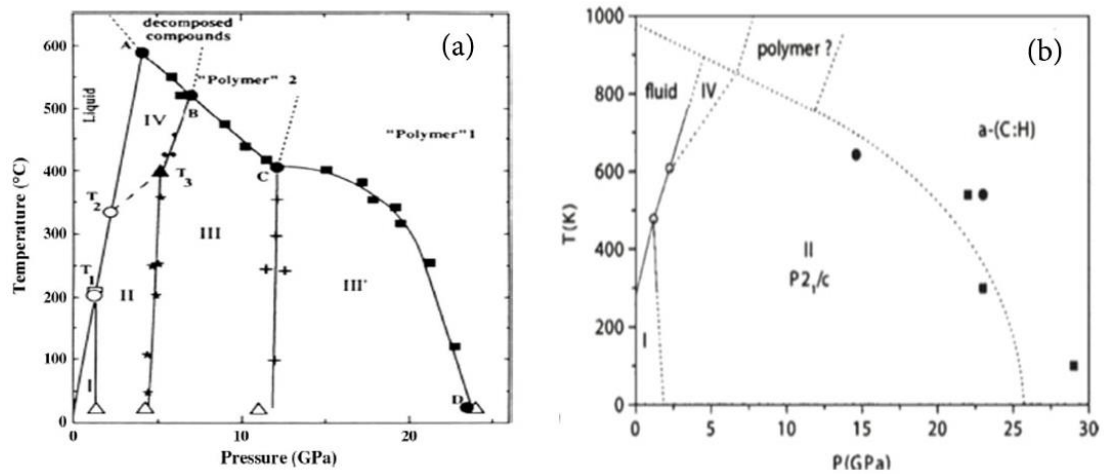 (a)
decomposed
compounds
A
"Polymer" 2
Liquid
IV
B
"Polymer" 1
C
T3
T2
III
T1
II
III'
I
D
600
500
400
300
200
100
0
Temperature (°C)
0
10
20
Pressure (GPa)
(b)
polymer ?
fluid
IV
a-(C:H)
II
P21/c
I
1000
800
600
400
200
0
T(K)
0
5
10
15
20
25
30
P(GPa)